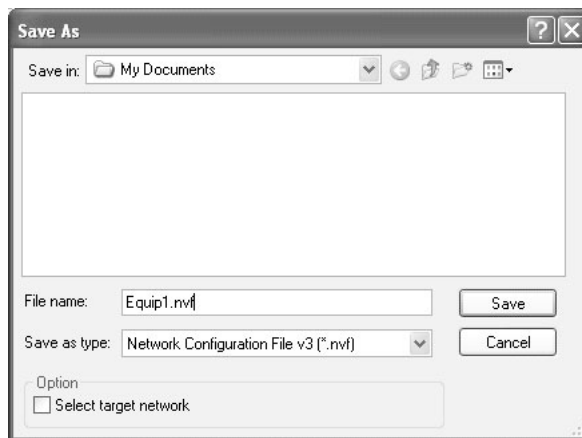 Save As
Save in: My Documents
File name: Equip1.nvf
Save
Save as type: Network Configuration File v3 (*.nvf)
Cancel
Option
Select target network